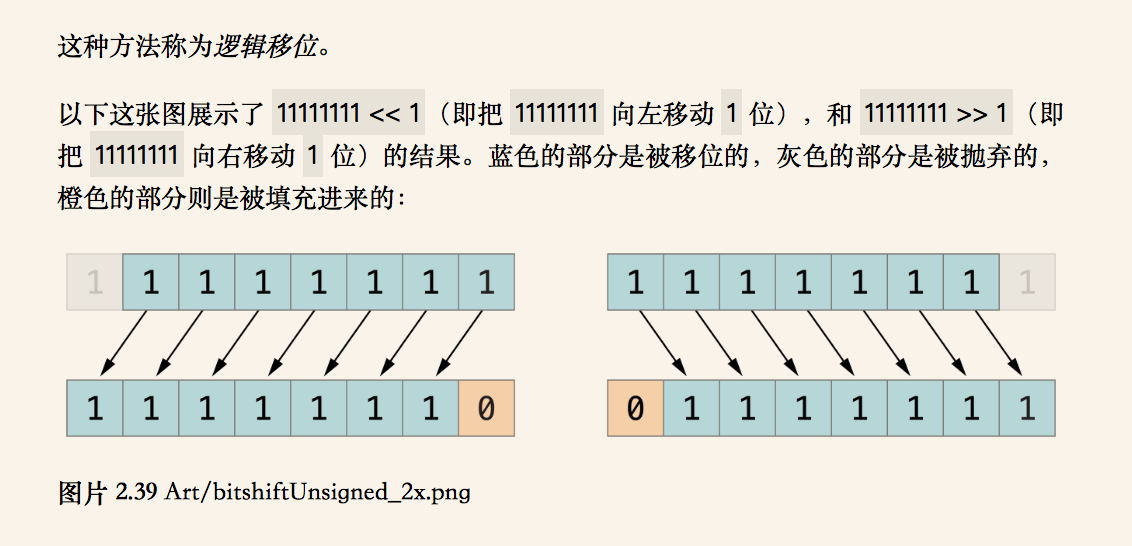 这种方法称为逻辑移位。
以下这张图展示了 11111111 << 1（即把 11111111 向左移动 1 位），和 11111111 >> 1（即
把 11111111 向右移动 1 位）的结果。蓝色的部分是被移位的，灰色的部分是被抛弃的，
橙色的部分则是被填充进来的：
1 1 1 1 1 1 1 1 1 1 1 1 1 1 1 1
1 1 1 1 1 1 1 0 0 1 1 1 1 1 1 1
图片 2.39 Art/bitshiftUnsigned_2x.png